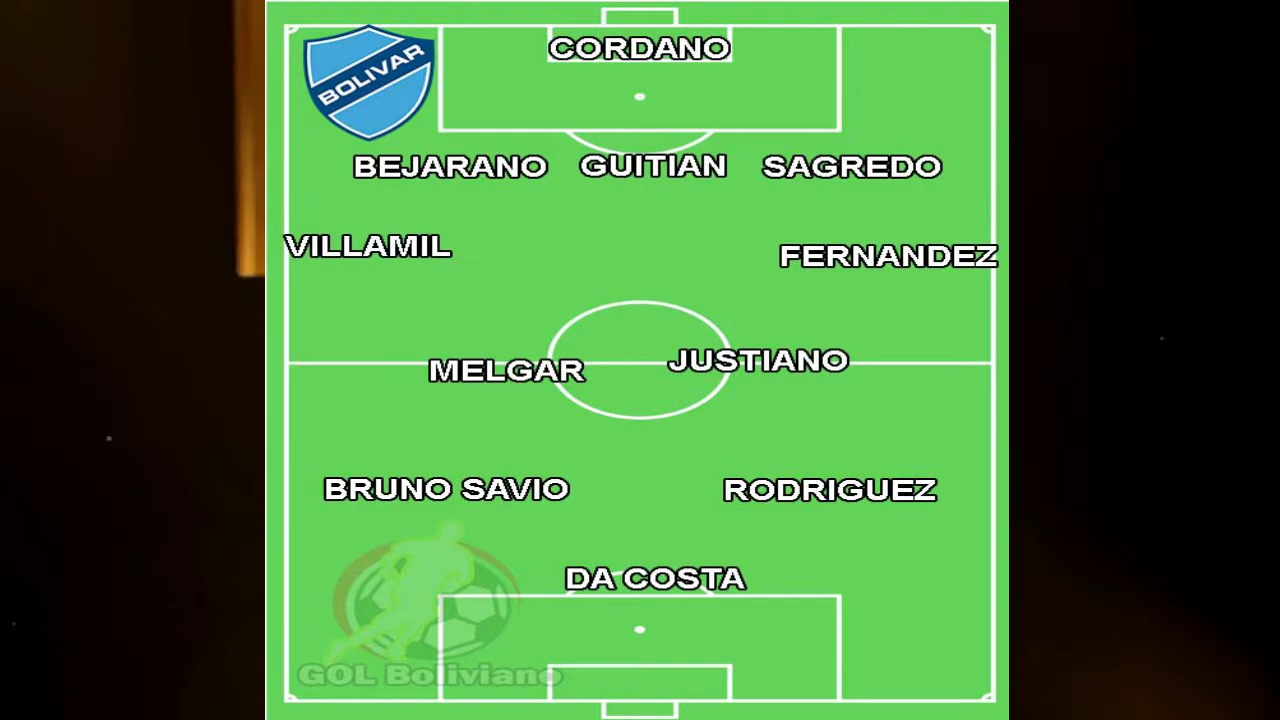 BOLIVAR
CORDANO
BEJARANO GUITIAN SAGREDO
VILLAMIL
FERNANDEZ
MELGAR
JUSTIANO
BRUNO SAVIO
RODRIGUEZ
DA COSTA
GOL Boliviano